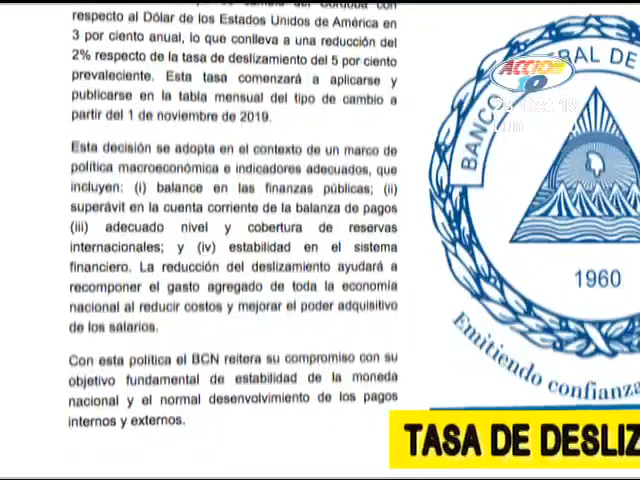 respecto al Dólar de los Estados Unidos de América en
3 por ciento anual, lo que conlleva a una reducción del
2% respecto de la tasa de deslizamiento del 5 por ciento
prevaleciente. Esta tasa comenzará a aplicarse y
publicarse en la tabla mensual del tipo de cambio a
partir del 1 de noviembre de 2019.
Esta decisión se adopta en el contexto de un marco de
política macroeconómica e indicadores adecuados, que
incluyen: (i) balance en las finanzas públicas; (ii)
superávit en la cuenta corriente de la balanza de pagos
(iii) adecuado nivel y cobertura de reservas
internacionales; y (iv) estabilidad en el sistema
financiero. La reducción del deslizamiento ayudará a
recomponer el gasto agregado de toda la economía
nacional al reducir costos y mejorar el poder adquisitivo
de los salarios.
Con esta política el BCN reitera su compromiso con su
objetivo fundamental de estabilidad de la moneda
nacional y el normal desenvolvimiento de los pagos
internos y externos.
ACCION
10
BANCO
RAL DE
1960
Emitiendo confianza
TASA DE DESLIZ